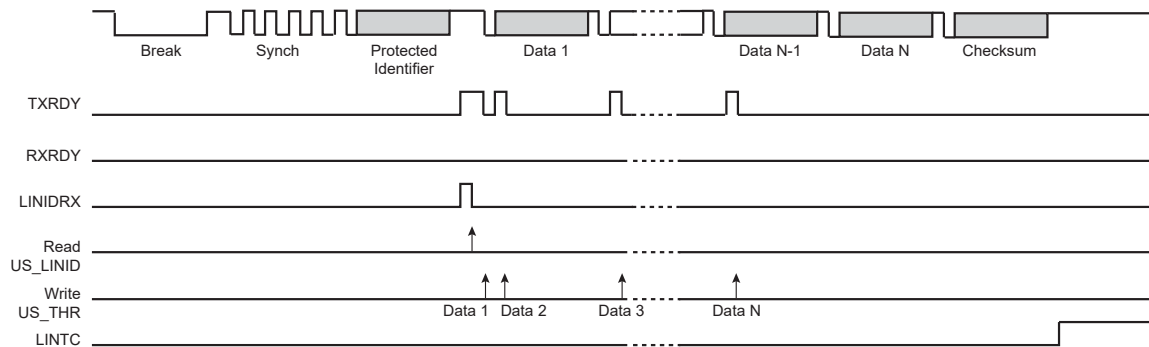 Break
Synch
Protected
Identifier
Data 1
Data N-1
Data N
Checksum
TXRDY
RXRDY
LINIDRX
Read
US_LINID
Write
US_THR
Data 1
Data 2
Data 3
Data N
LINTC